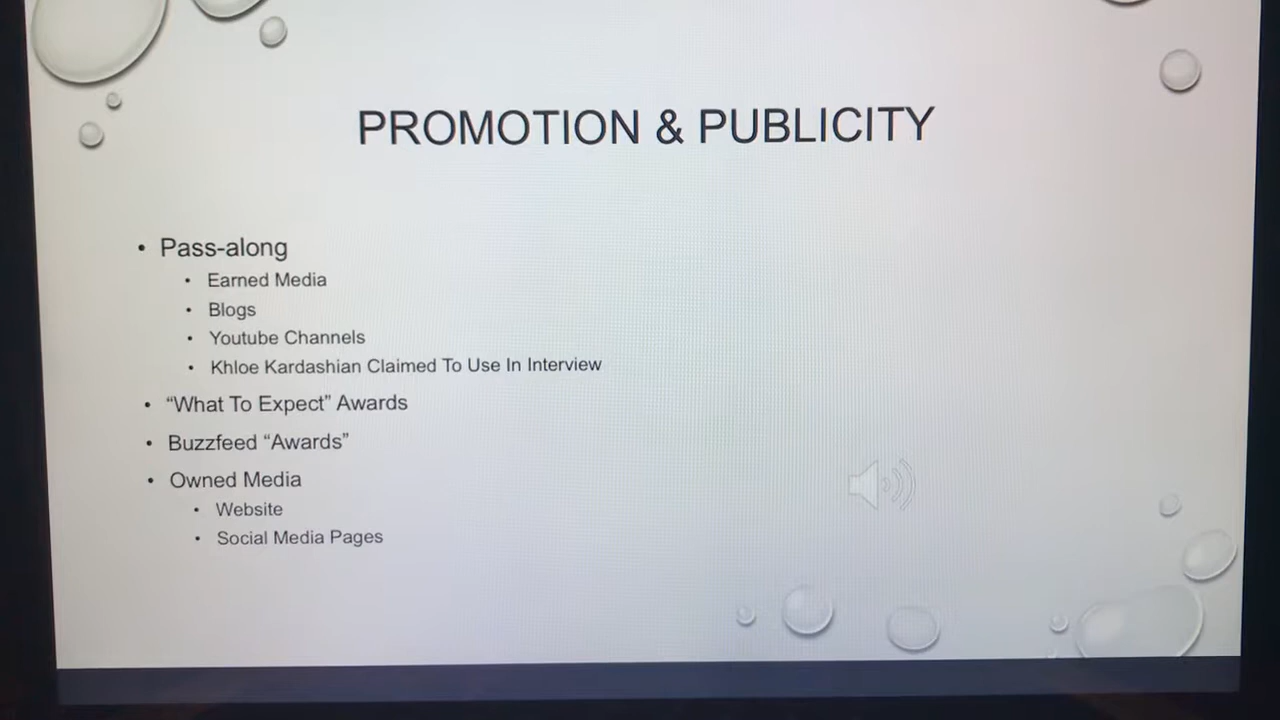 PROMOTION & PUBLICITY
• Pass-along
• Earned Media
• Blogs
• Youtube Channels
• Khloe Kardashian Claimed To Use In Interview
• “What To Expect” Awards
• Buzzfeed “Awards”
• Owned Media
• Website
• Social Media Pages